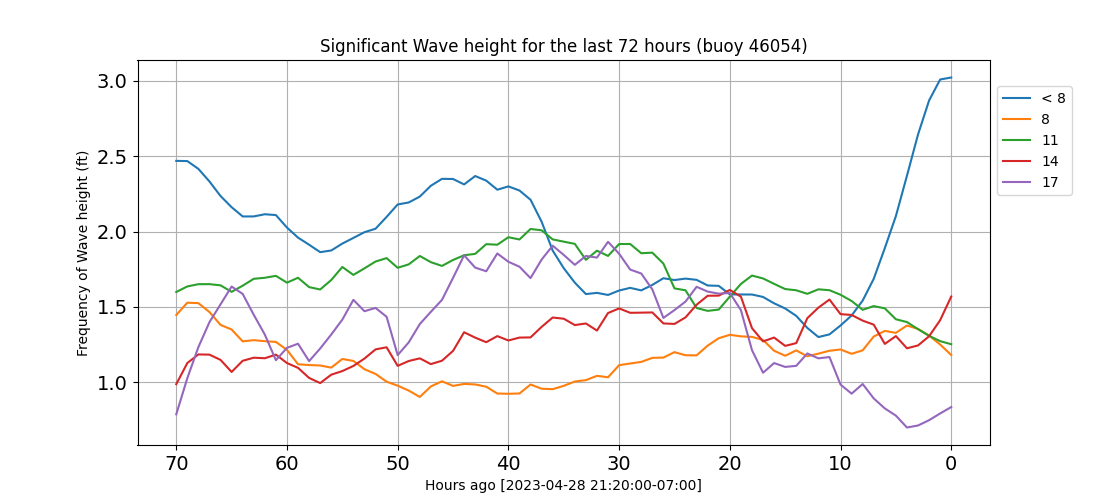 Significant Wave height for the last 72 hours (buoy 46054)
Frequency of Wave height (ft)
3.0
2.5
2.0
1.5
1.0
70 60 50 40 30 20 10 0
Hours ago [2023-04-28 21:20:00-07:00]
< 8
8
11
14
17